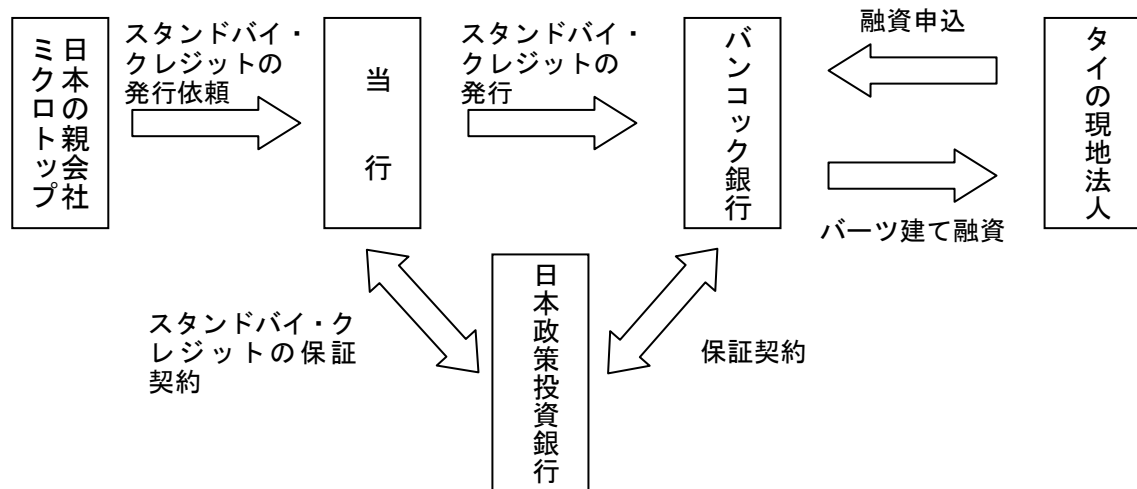 日本の親会社
ミクロトップ
スタンドバイ・
クレジットの
発行依頼
当行
スタンドバイ・
クレジットの
発行
バンコック銀行
融資申込
バーツ建て融資
タイの現地法人
スタンドバイ・ク
レジットの保証
契約
日本政策投資銀行
保証契約